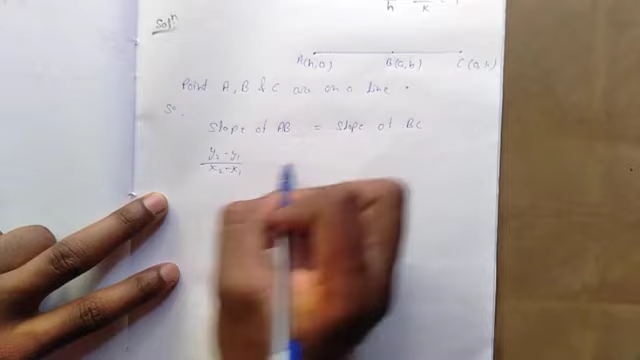 h k
Solⁿ
A(h,0) B(a,b) C(0,k)
Point A, B & C are on a line.
So,
Slope of AB = Slope of BC
y₂-y₁
x₂-x₁